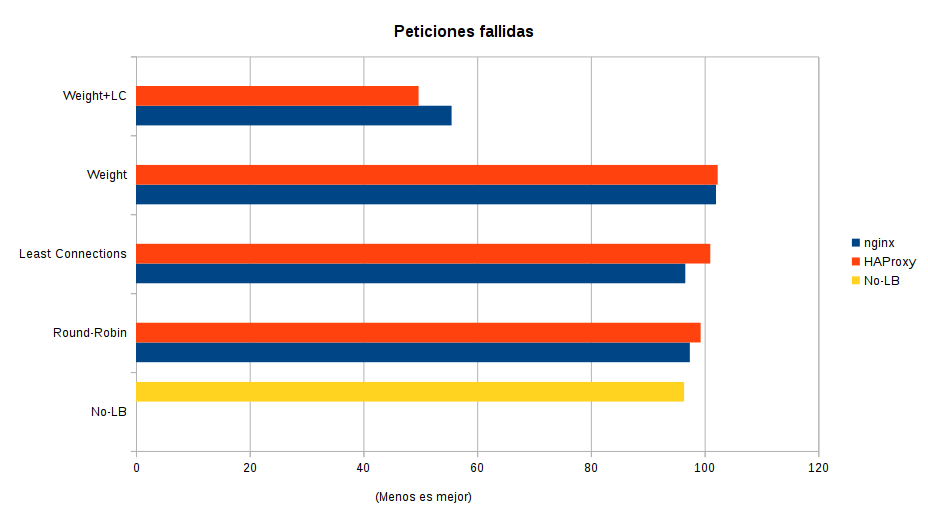 Peticiones fallidas
Weight+LC
Weight
Least Connections
Round-Robin
No-LB
0 20 40 60 80 100 120
(Menos es mejor)
nginx
HAProxy
No-LB